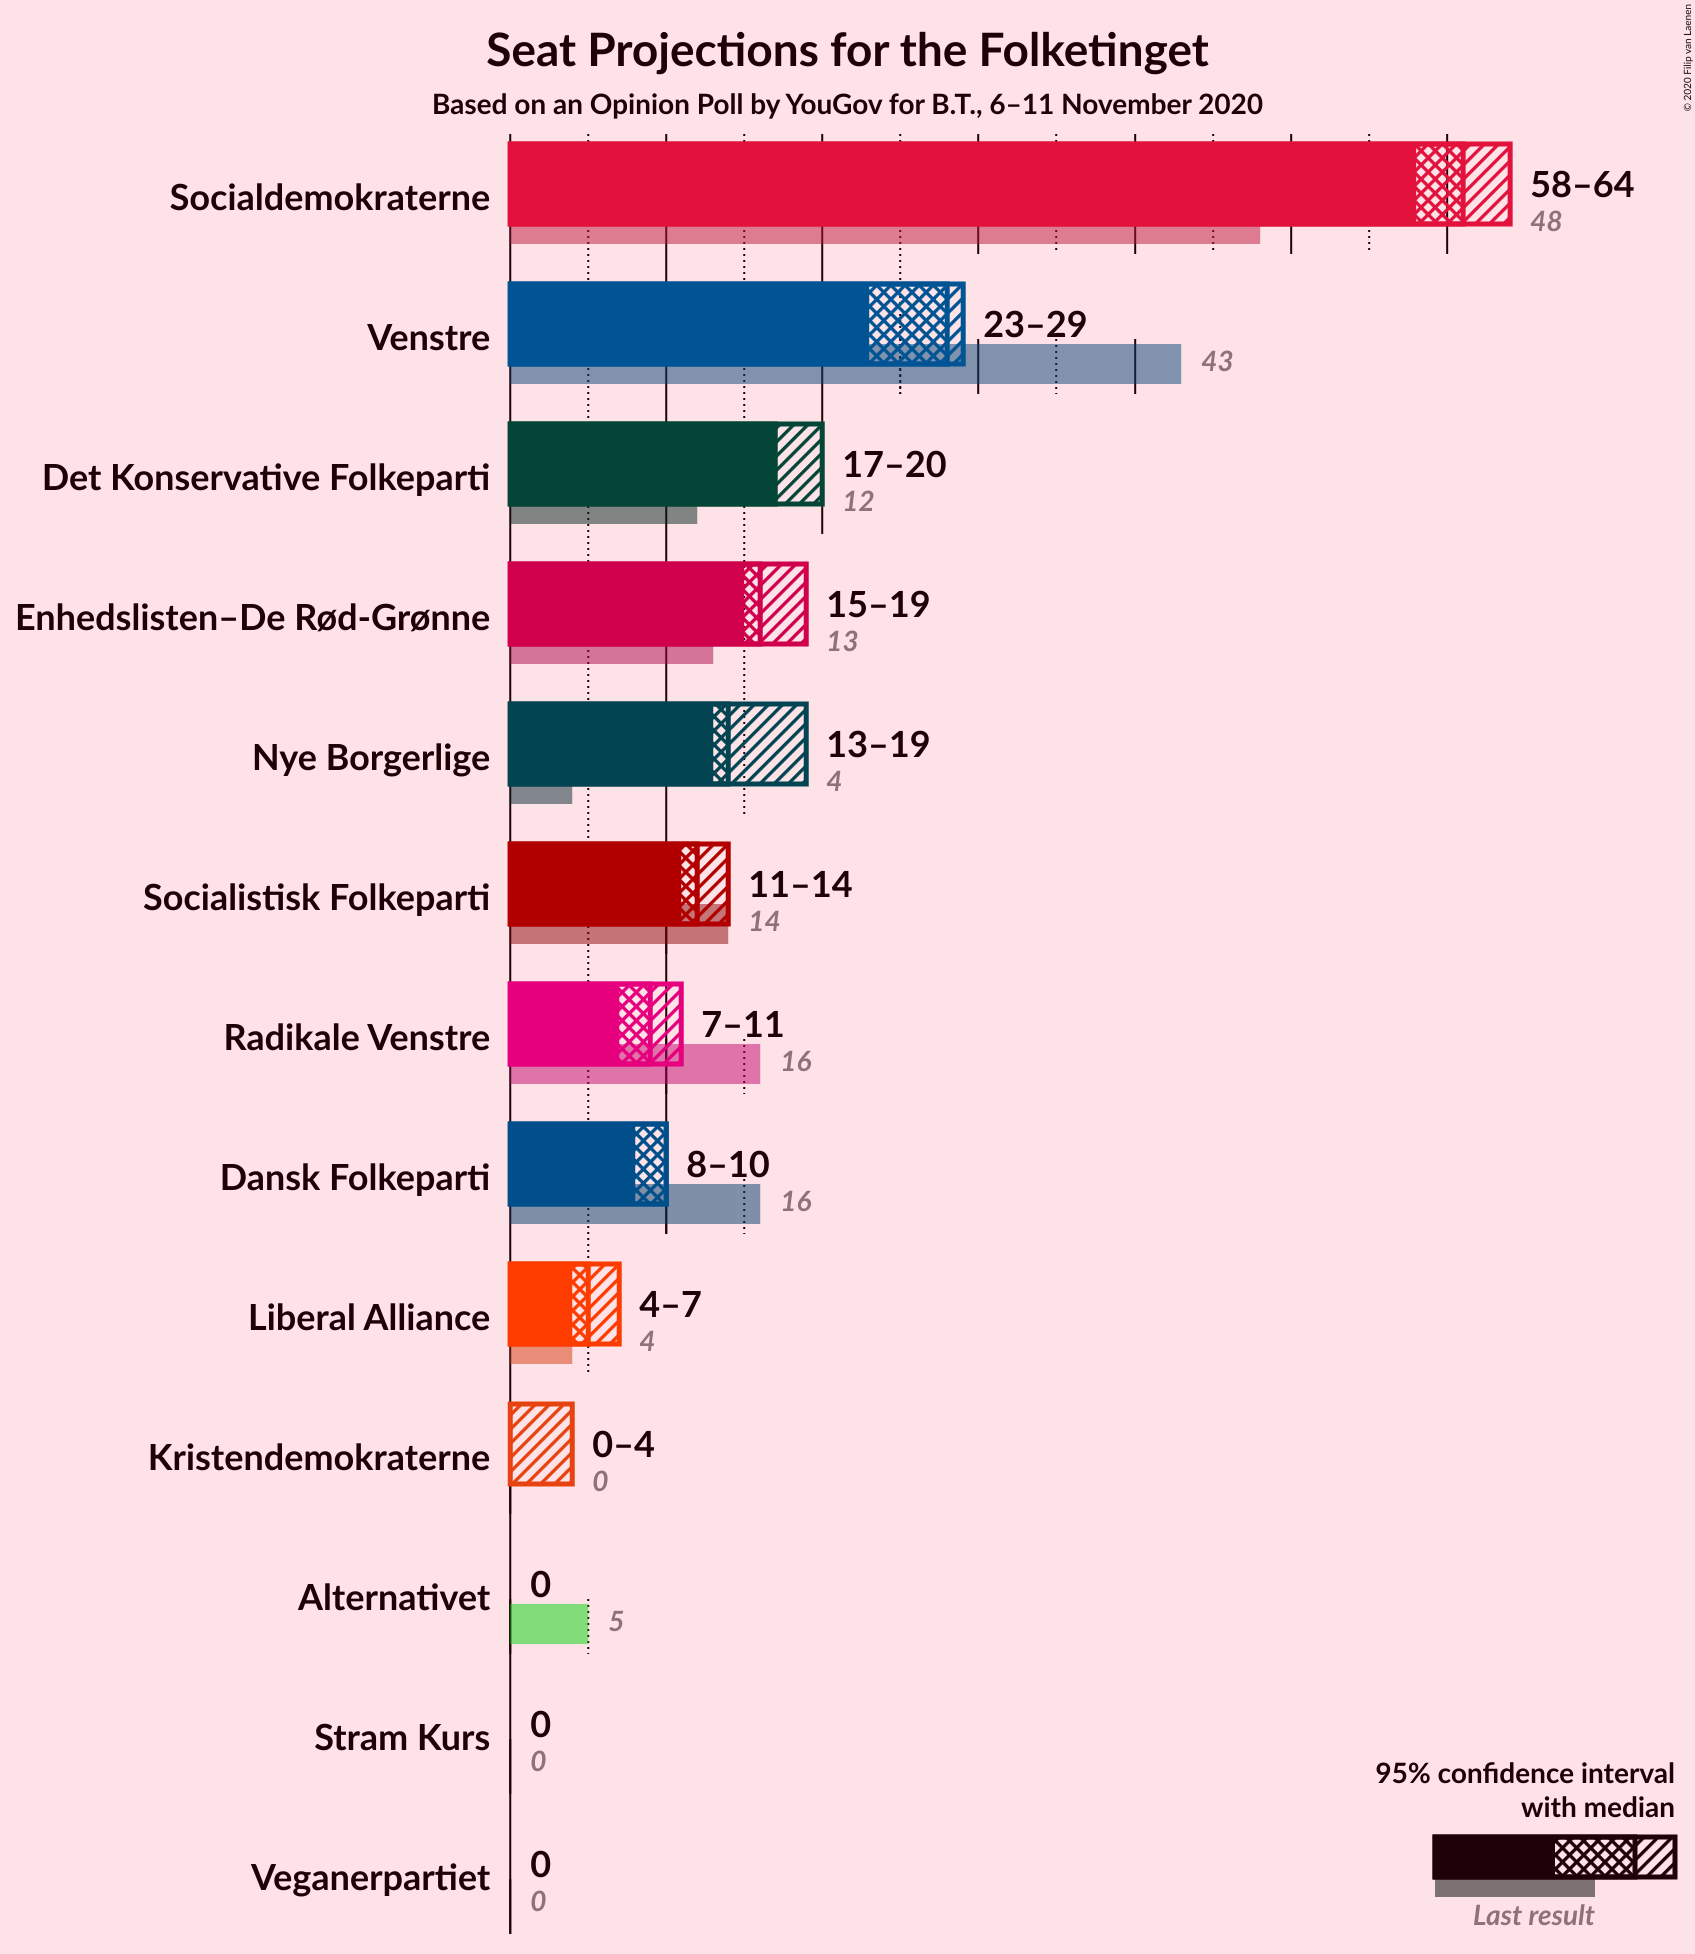 Seat Projections for the Folketinget
Based on an Opinion Poll by YouGov for B.T., 6–11 November 2020
© 2020 Filip van Laenen
Socialdemokraterne
58–64
48
Venstre
23–29
43
Det Konservative Folkeparti
17–20
12
Enhedslisten–De Rød-Grønne
15–19
13
Nye Borgerlige
13–19
4
Socialistisk Folkeparti
11–14
14
Radikale Venstre
7–11
16
Dansk Folkeparti
8–10
16
Liberal Alliance
4–7
4
Kristendemokraterne
0–4
0
Alternativet
0
5
Stram Kurs
0
0
Veganerpartiet
0
0
95% confidence interval
with median
Last result